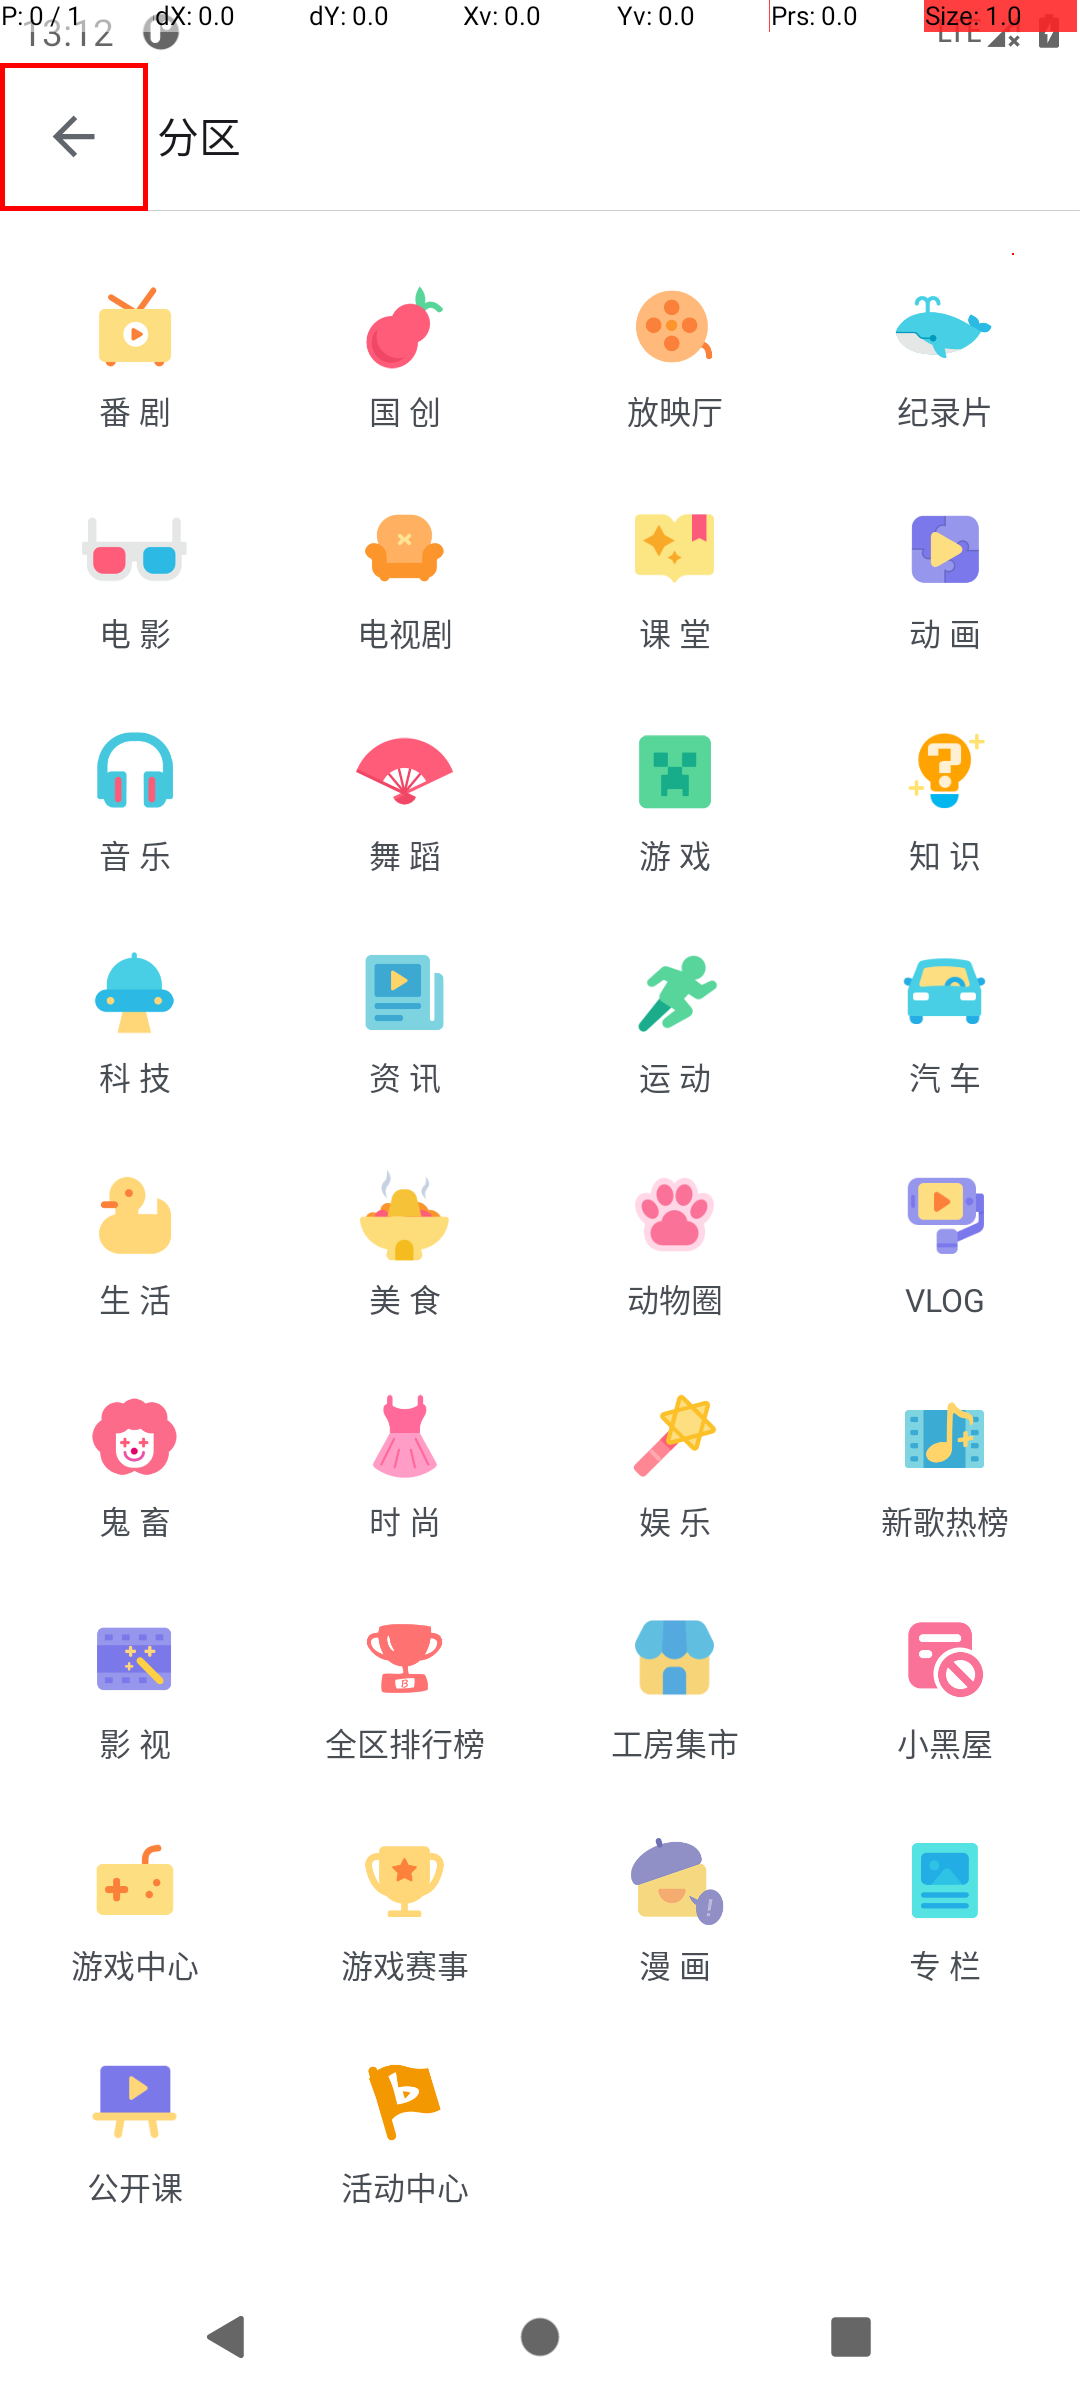 P: 0 / 1 dX: 0.0 dY: 0.0 Xv: 0.0 Yv: 0.0 Prs: 0.0 Size: 1.0
13:12 LTE
分区
番 剧 国 创 放映厅 纪录片
电 影 电视剧 课 堂 动 画
音 乐 舞 蹈 游 戏 知 识
科 技 资 讯 运 动 汽 车
生 活 美 食 动物圈 VLOG
鬼 畜 时 尚 娱 乐 新歌热榜
影 视 全区排行榜 工房集市 小黑屋
游戏中心 游戏赛事 漫 画 专 栏
公开课 活动中心